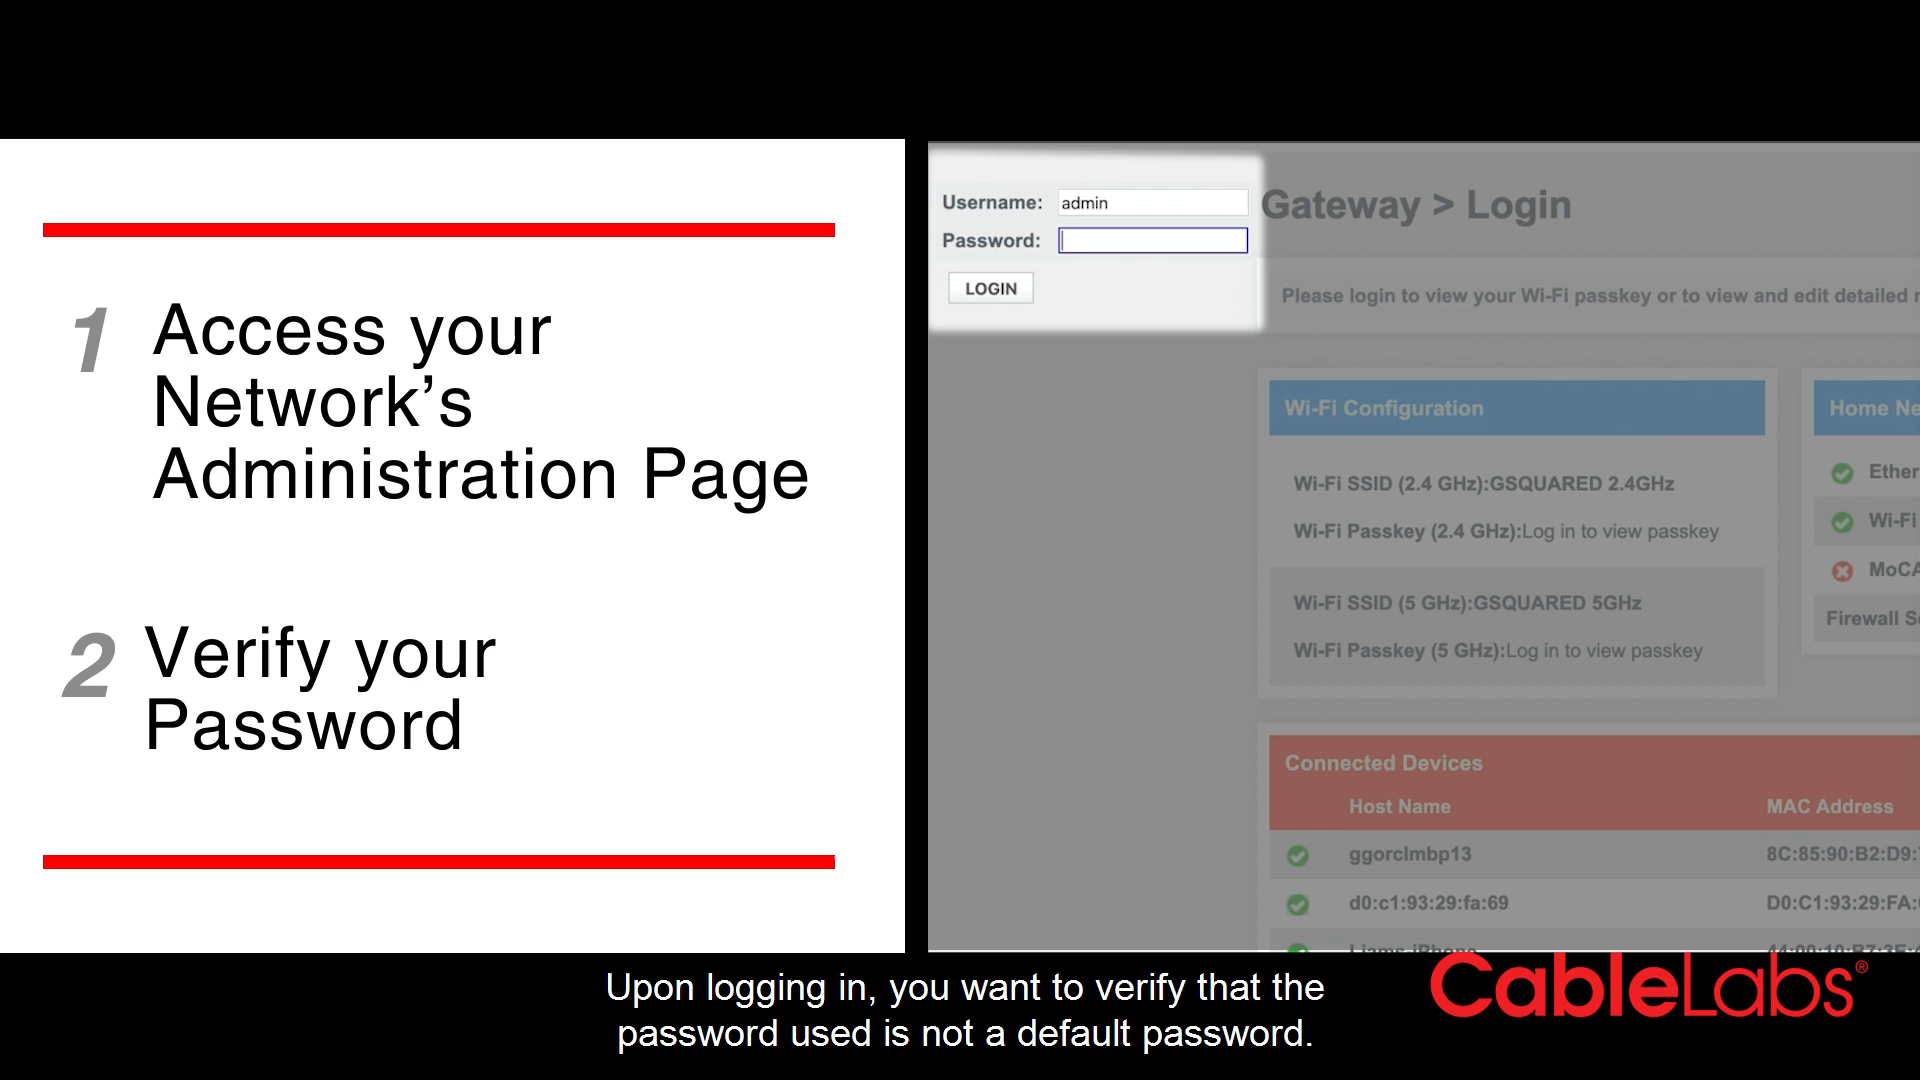 1 Access your
Network’s
Administration Page
2 Verify your
Password
Username: admin
Password:
LOGIN
Gateway > Login
Please login to view your Wi-Fi passkey or to view and edit detailed
Wi-Fi Configuration
Wi-Fi SSID (2.4 GHz):GSQUARED 2.4GHz
Wi-Fi Passkey (2.4 GHz):Log in to view passkey
Wi-Fi SSID (5 GHz):GSQUARED 5GHz
Wi-Fi Passkey (5 GHz):Log in to view passkey
Home Ne
Ether
Wi-Fi
MoCA
Firewall S
Connected Devices
Host Name MAC Address
ggorclmbp13 8C:85:90:B2:D9:
d0:c1:93:29:fa:69 D0:C1:93:29:FA:
Liams-iPhone
Upon logging in, you want to verify that the
password used is not a default password.
CableLabs®